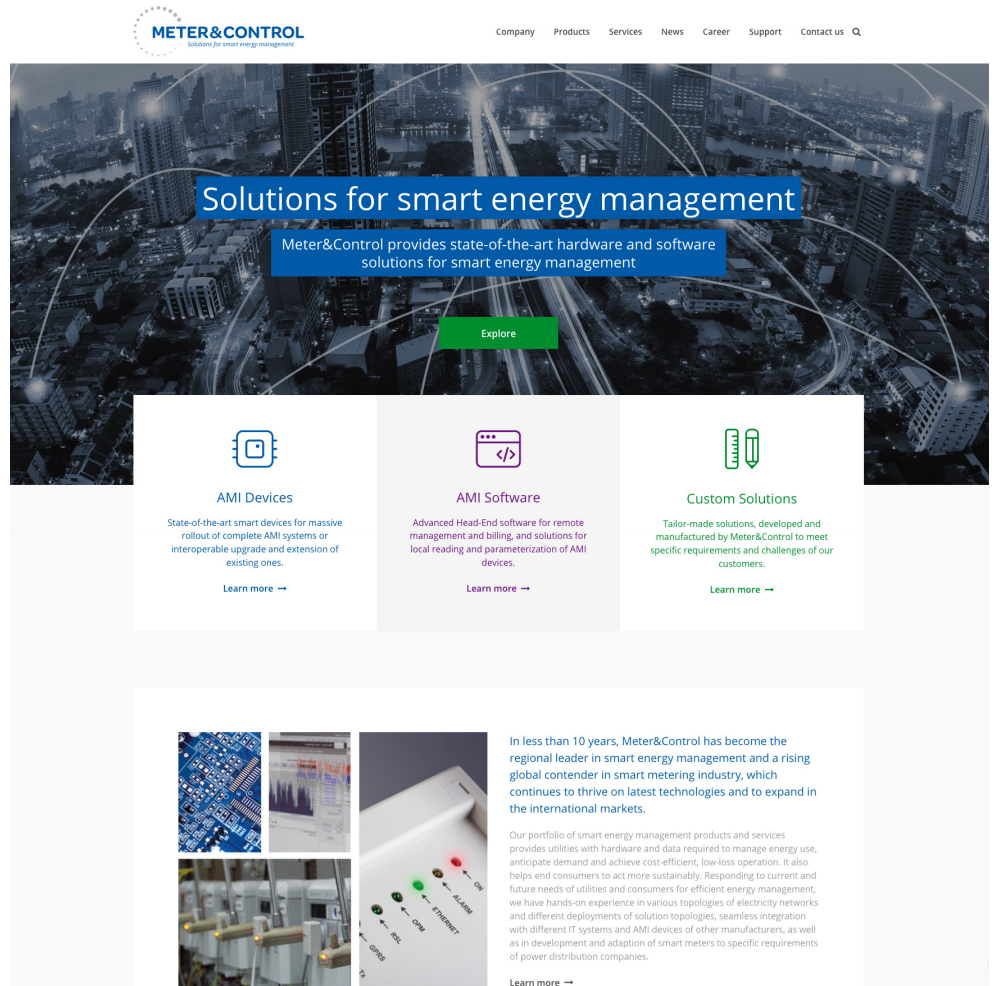 METER&CONTROL
Solutions for smart energy management
Company Products Services News Career Support Contact us
Solutions for smart energy management
Meter&Control provides state-of-the-art hardware and software
solutions for smart energy management
Explore
AMI Devices
State-of-the-art smart devices for massive
rollout of complete AMI systems or
interoperable upgrade and extension of
existing ones.
Learn more →
AMI Software
Advanced Head-End software for remote
management and billing, and solutions for
local reading and parameterization of AMI
devices.
Learn more →
Custom Solutions
Tailor-made solutions, developed and
manufactured by Meter&Control to meet
specific requirements and challenges of our
customers.
Learn more →
ON
ALARM
ETHERNET
OPM
RSL
GPRS
Tx
In less than 10 years, Meter&Control has become the
regional leader in smart energy management and a rising
global contender in smart metering industry, which
continues to thrive on latest technologies and to expand in
the international markets.
Our portfolio of smart energy management products and services
provides utilities with hardware and data required to manage energy use,
anticipate demand and achieve cost-efficient, low-loss operation. It also
helps end consumers to act more sustainably. Responding to current and
future needs of utilities and consumers for efficient energy management,
we have hands-on experience in various topologies of electricity networks
and different deployments of solution topologies, seamless integration
with different IT systems and AMI devices of other manufacturers, as well
as in development and adaption of smart meters to specific requirements
of power distribution companies.
Learn more →